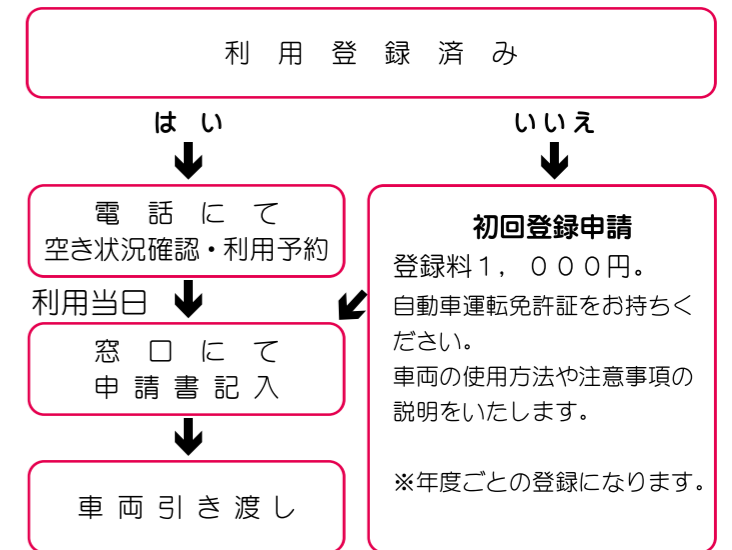 利用登録済み
はい
いいえ
電話にて
空き状況確認・利用予約
利用当日
窓口にて
申請書記入
車両引き渡し
初回登録申請
登録料１，０００円。
自動車運転免許証をお持ちく
ださい。
車両の使用方法や注意事項の
説明をいたします。
※年度ごとの登録になります。